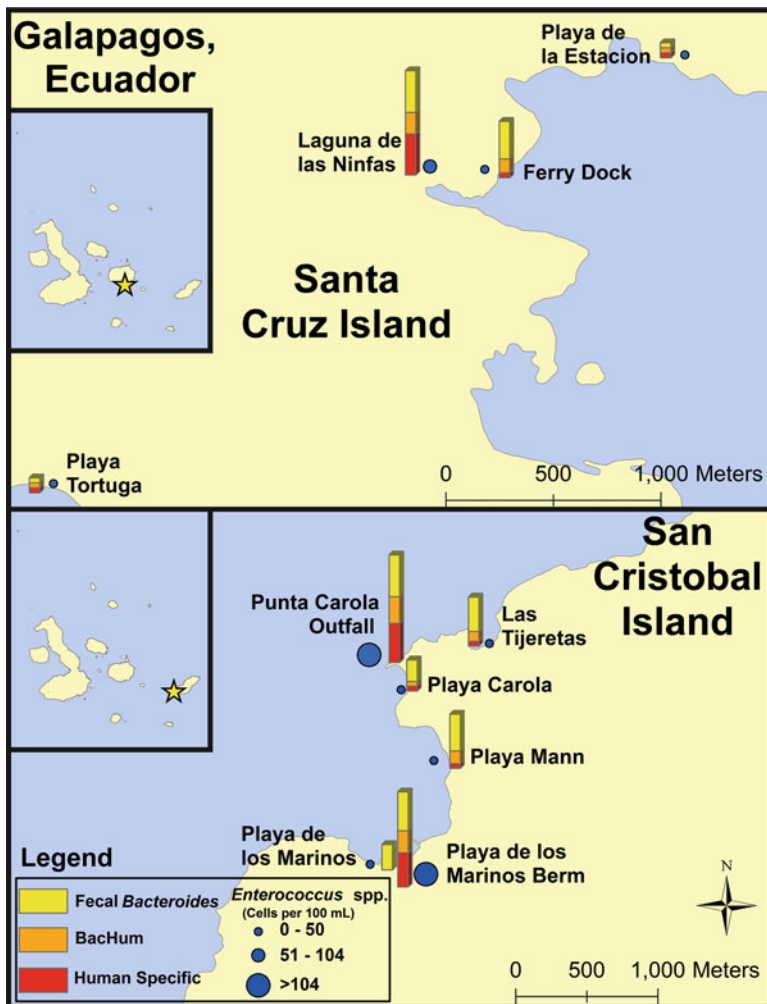 Galapagos,
Ecuador
Playa de
la Estacion
Laguna de
las Ninfas
Ferry Dock
Santa
Cruz Island
Playa
Tortuga
0 500 1,000 Meters
San
Cristobal
Island
Punta Carola
Outfall
Las
Tijeretas
Playa Carola
Playa Mann
Playa de
los Marinos
Playa de los
Marinos Berm
Legend
Fecal Bacteroides
BacHum
Human Specific
Enterococcus spp.
(Cells per 100 mL)
0 - 50
51 - 104
>104
N
0 500 1,000 Meters